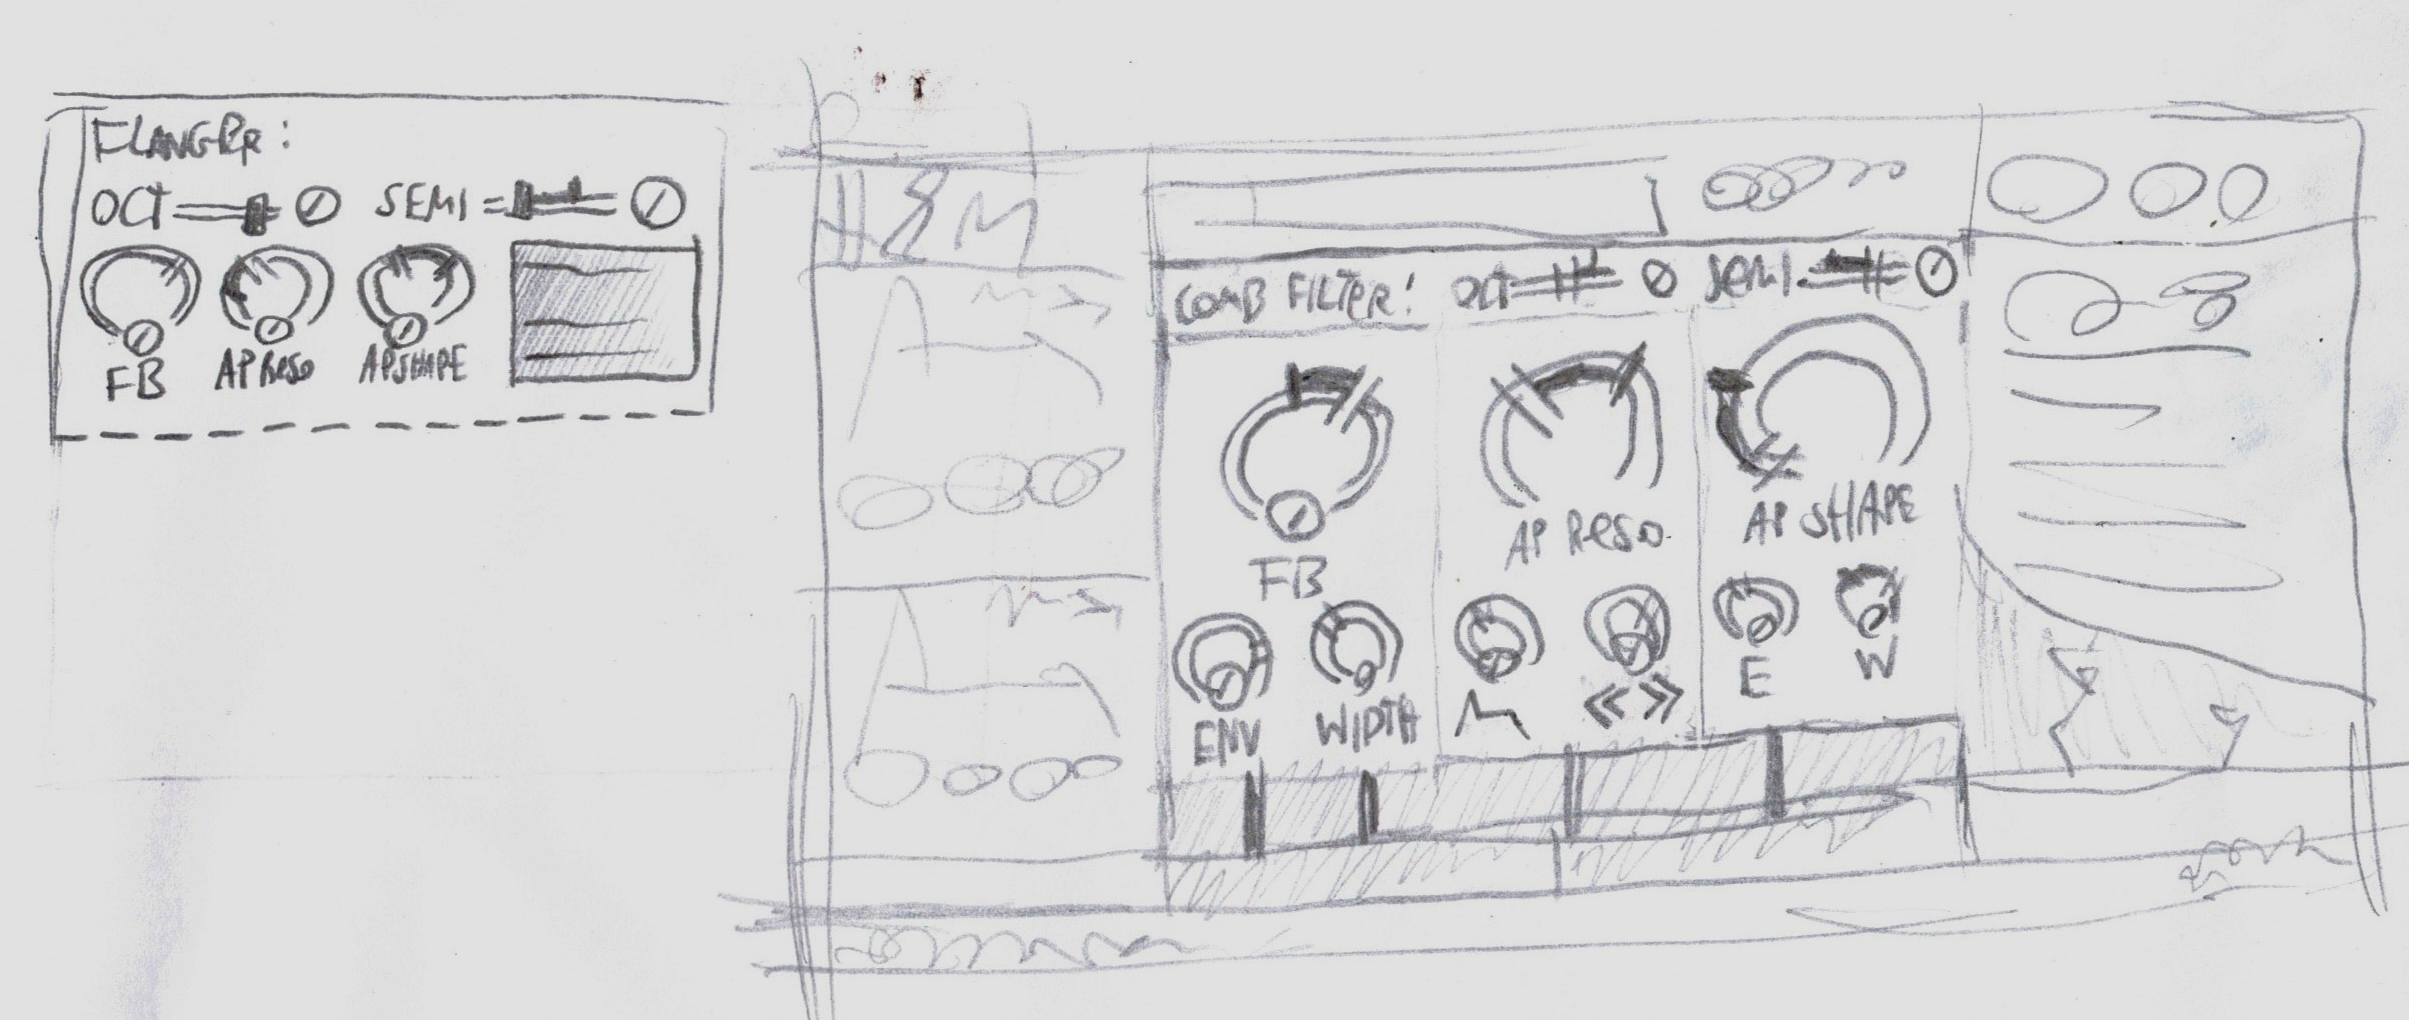 FLANGER:
OCT SEMI
FB AP RESO AP SHAPE
COMB FILTER: OCT SEMI
FB AP RESO AP SHAPE
ENV WIDTH « » E W